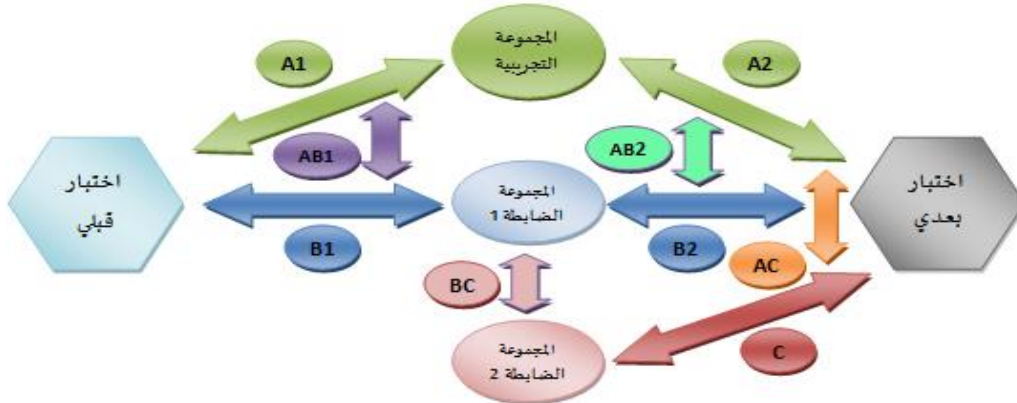 المجموعة
التجريبية
A1
A2
AB1
AB2
اختبار
قبلي
المجموعة
الضابطة 1
اختبار
بعدي
B1
B2
AC
BC
المجموعة
الضابطة 2
C